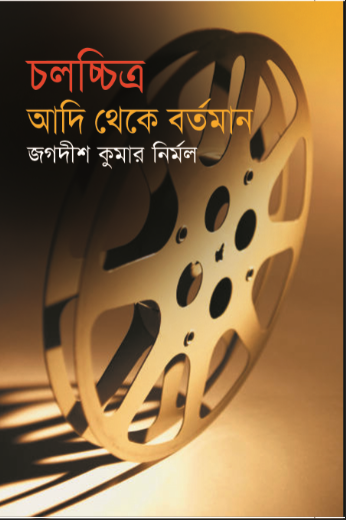 চলচ্চিত্র
আদি থেকে বর্তমান
জগদীশ কুমার নির্মল